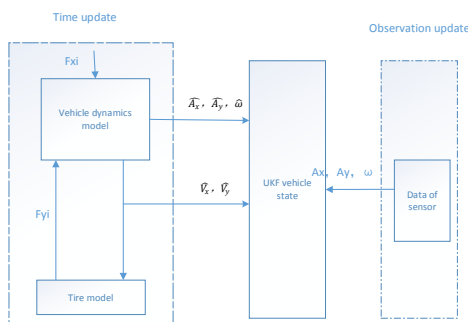 Time update
Observation update
Fxi
Vehicle dynamics
model
Âx, Ây, ω̂
UKF vehicle
state
Ax, Ay, ω
Data of
sensor
V̂x, V̂y
Fyi
Tire model